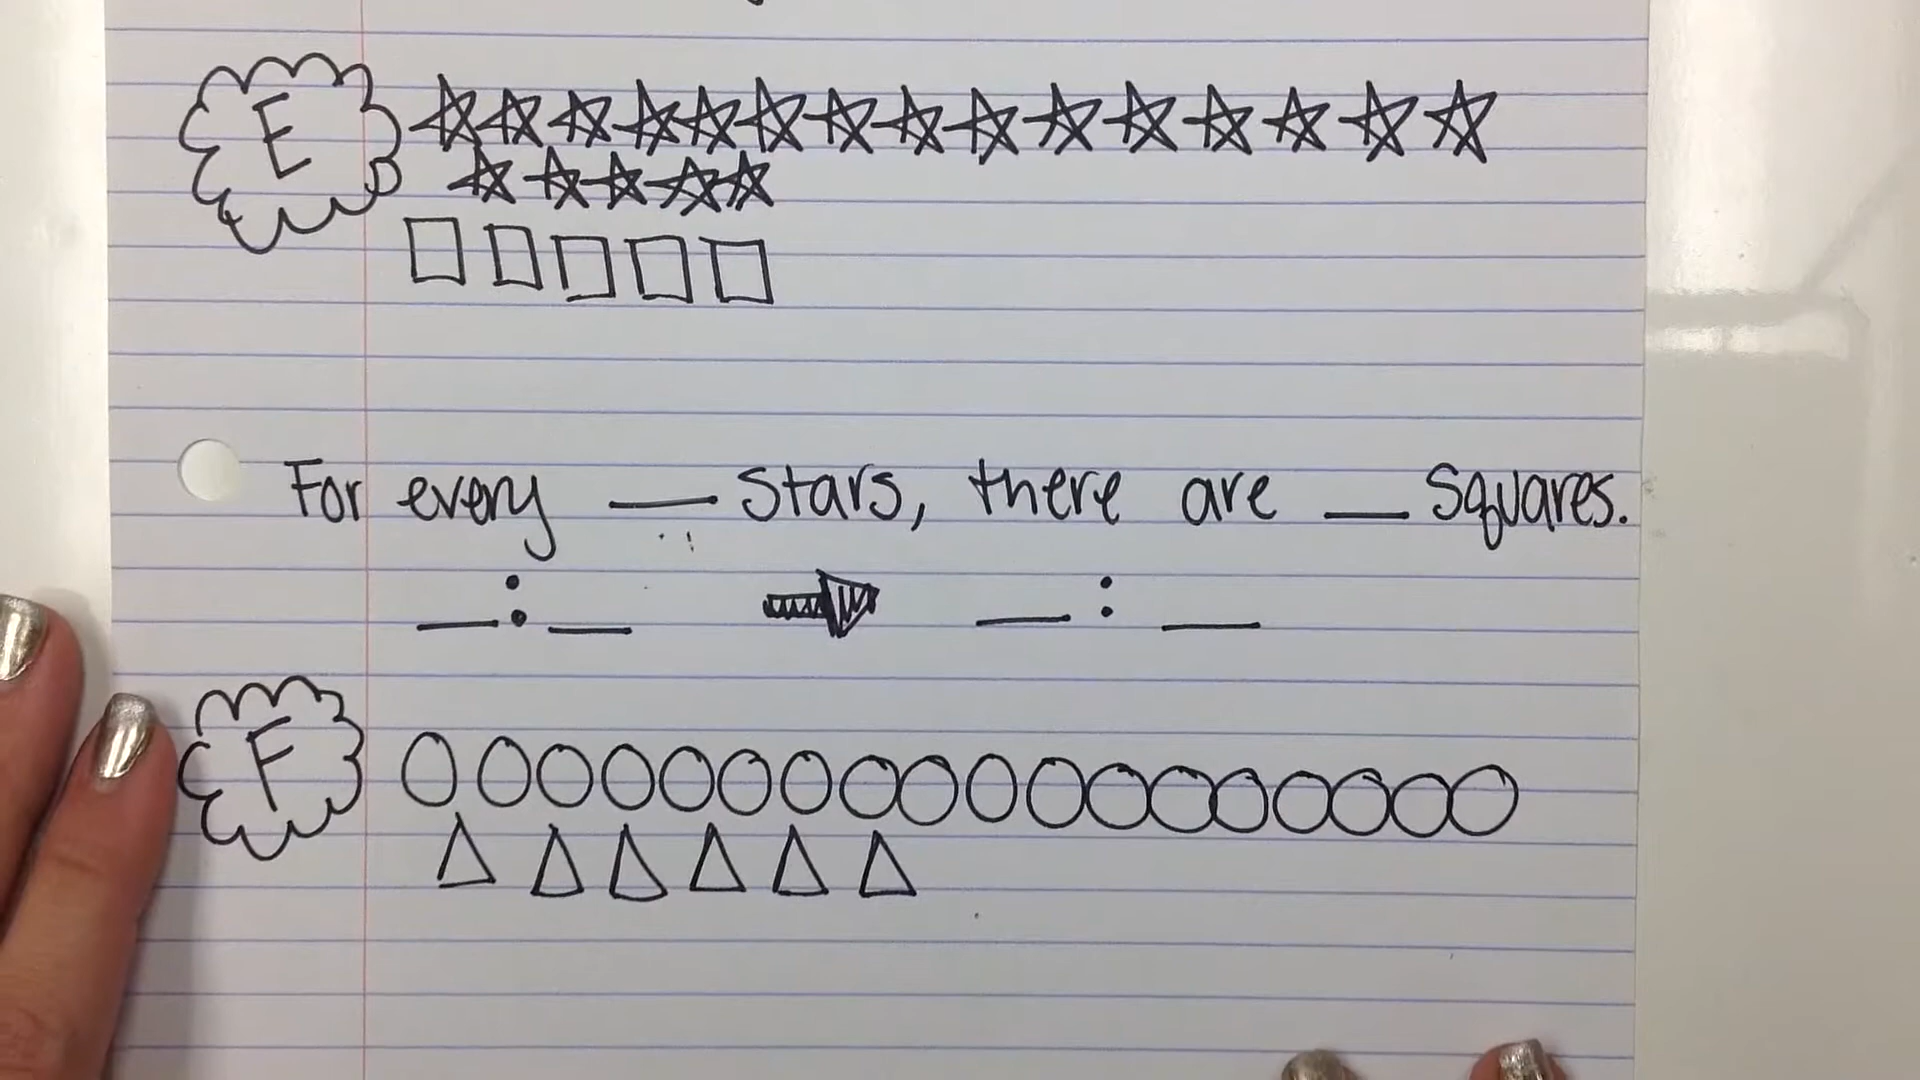 E
For every __ stars, there are __ squares.
__ : __ → __ : __
F